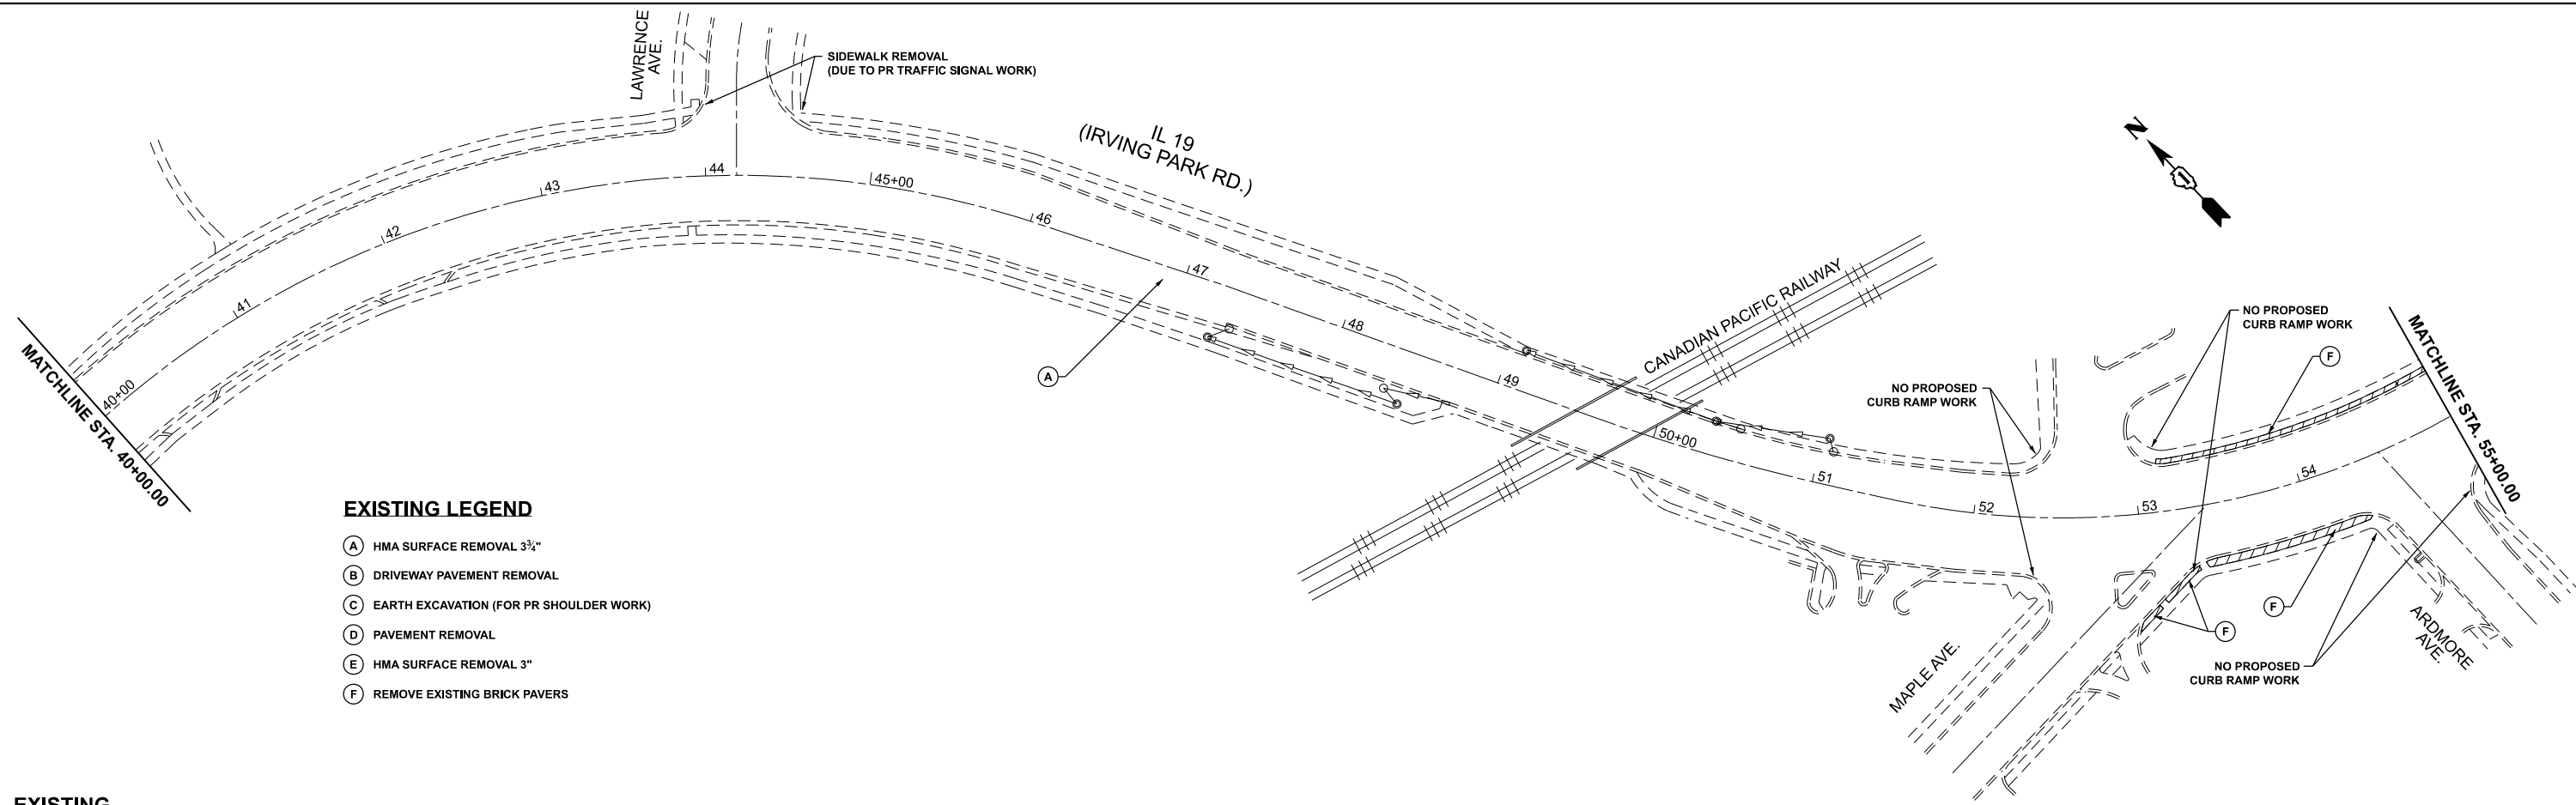 LAWRENCE
AVE.
SIDEWALK REMOVAL
(DUE TO PR TRAFFIC SIGNAL WORK)
IL 19
(IRVING PARK RD.)
N
MATCHLINE STA. 40+00.00
40+00
41
42
43
44
45+00
46
47
48
49
50+00
51
52
53
54
A
CANADIAN PACIFIC RAILWAY
NO PROPOSED
CURB RAMP WORK
NO PROPOSED
CURB RAMP WORK
F
MATCHLINE STA. 55+00.00
F
F
NO PROPOSED
CURB RAMP WORK
MAPLE AVE.
ARDMORE
AVE.
EXISTING LEGEND
A HMA SURFACE REMOVAL 3¾"
B DRIVEWAY PAVEMENT REMOVAL
C EARTH EXCAVATION (FOR PR SHOULDER WORK)
D PAVEMENT REMOVAL
E HMA SURFACE REMOVAL 3"
F REMOVE EXISTING BRICK PAVERS
EXISTING